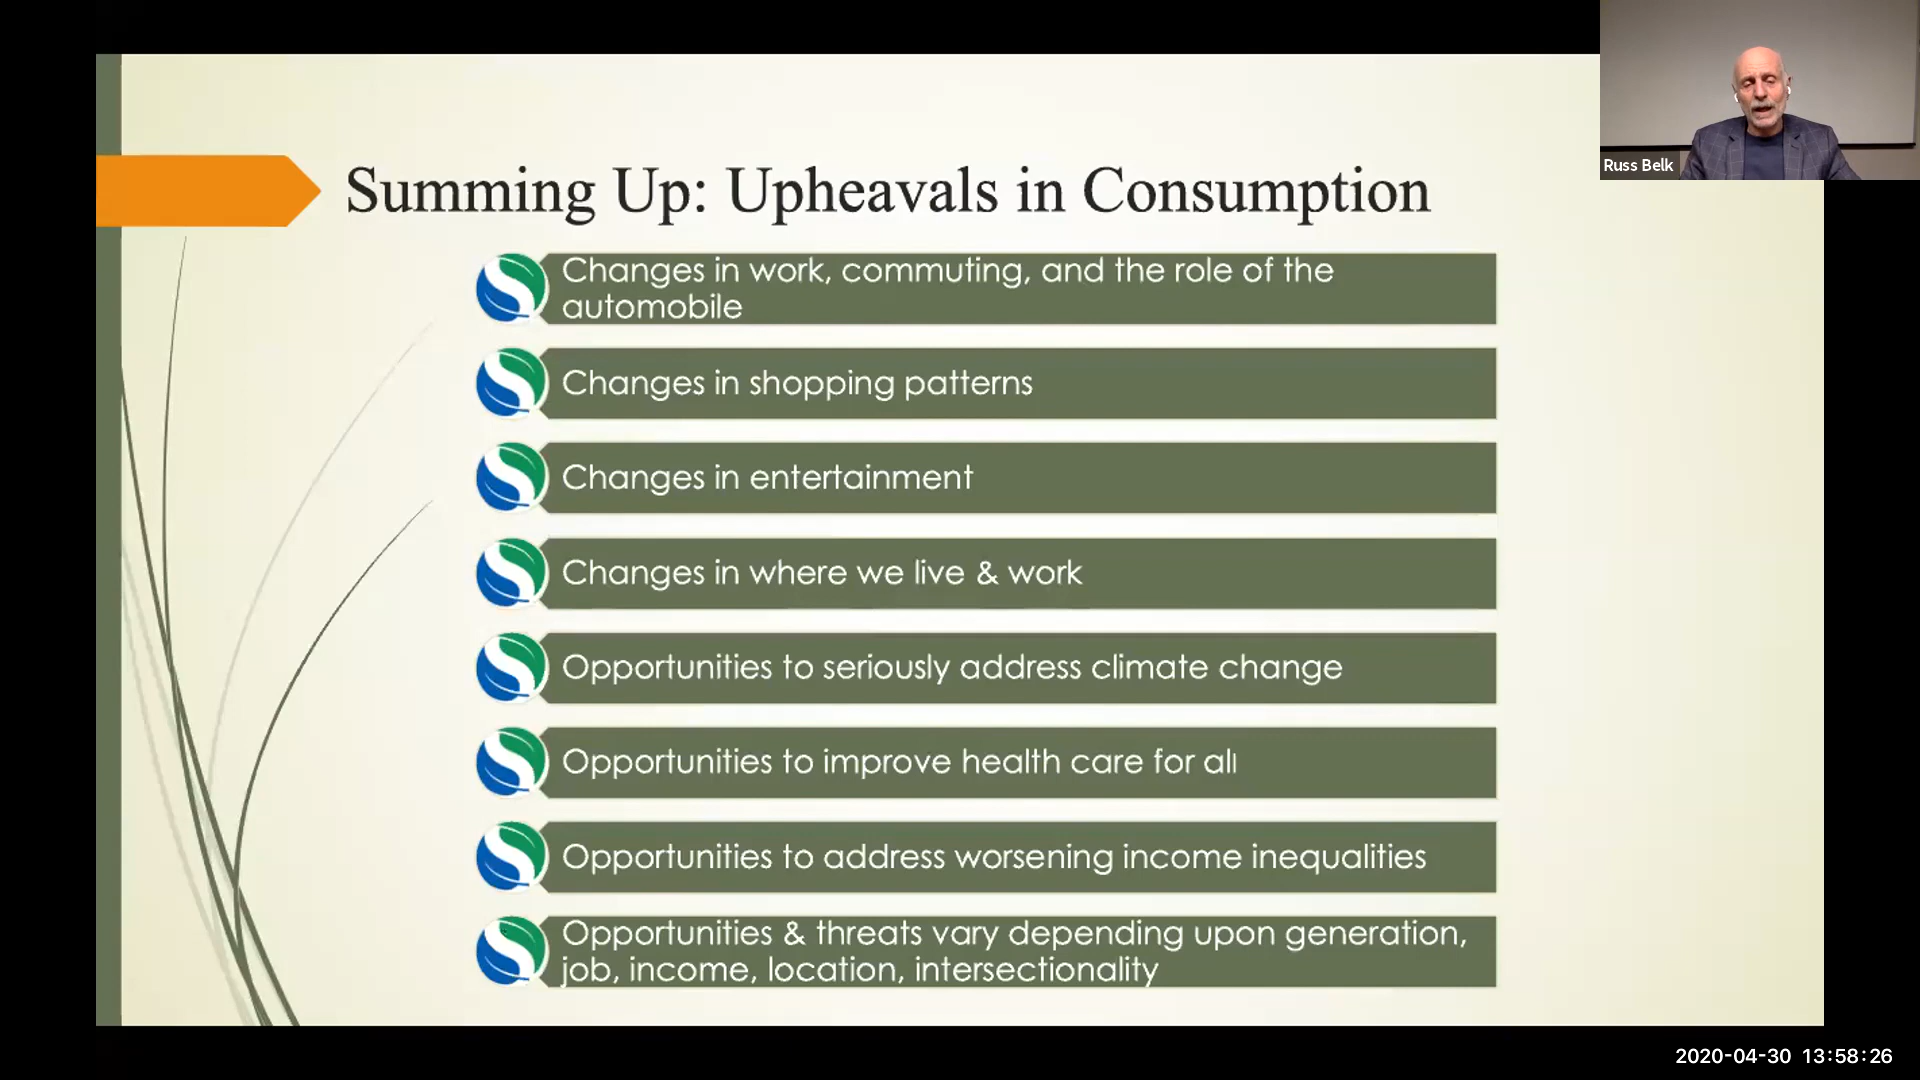 Russ Belk
Summing Up: Upheavals in Consumption
Changes in work, commuting, and the role of the
automobile
Changes in shopping patterns
Changes in entertainment
Changes in where we live & work
Opportunities to seriously address climate change
Opportunities to improve health care for all
Opportunities to address worsening income inequalities
Opportunities & threats vary depending upon generation,
job, income, location, intersectionality
2020-04-30 13:58:26